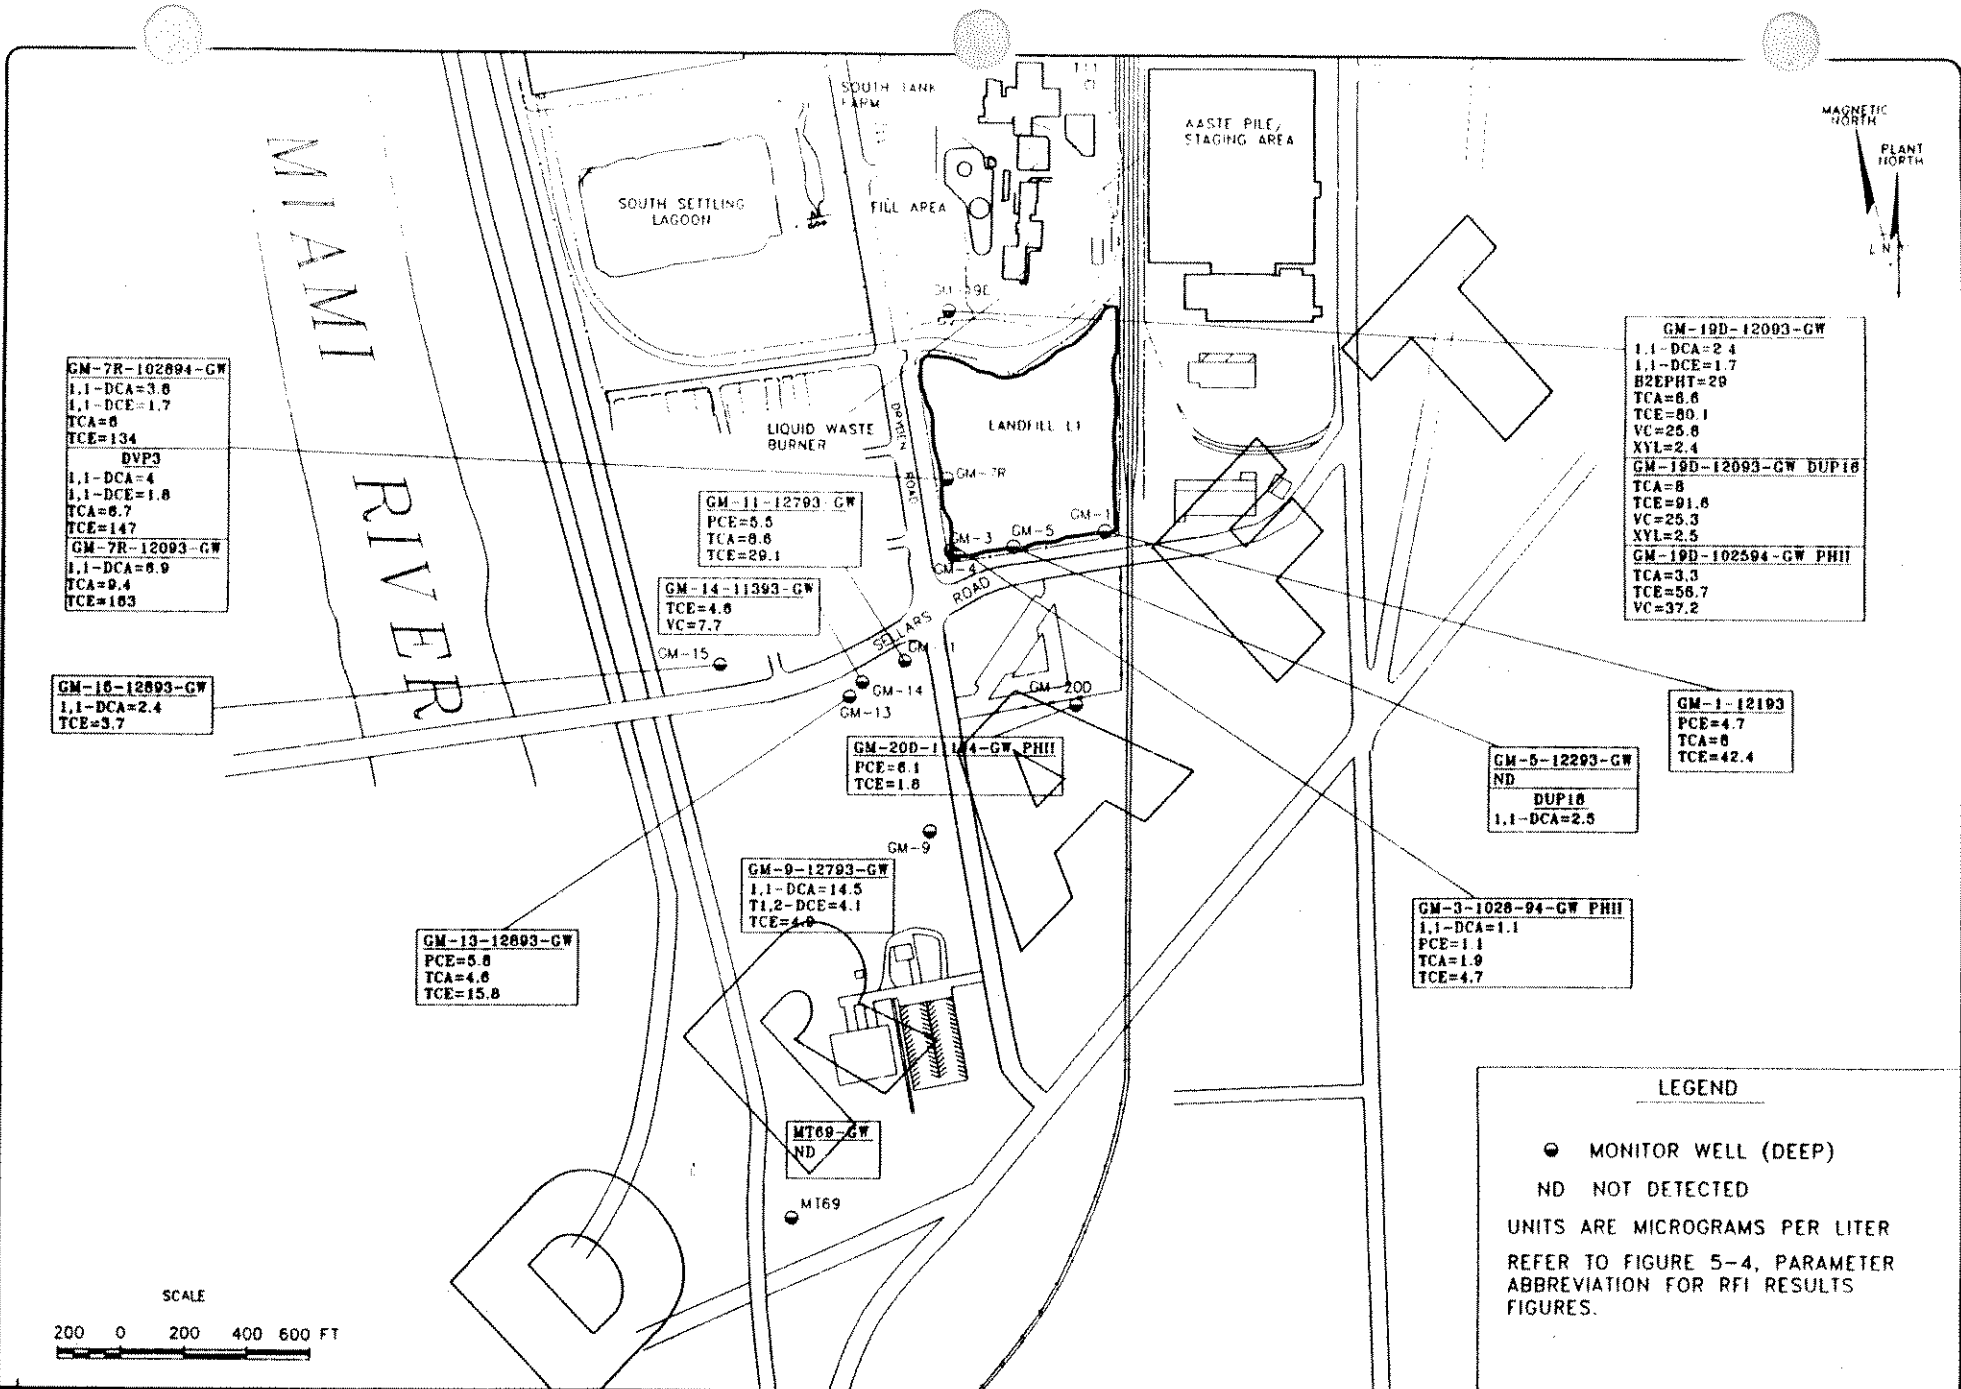 SOUTH TANK
FARM
AASTE PILE/
STAGING AREA
MAGNETIC
NORTH
PLANT
NORTH
MIAMI RIVER
SOUTH SETTLING
LAGOON
FILL AREA
LANDFILL L1
LIQUID WASTE
BURNER
DRYDEN ROAD
SELLARS ROAD
GM-7R
GM-5
GM-1
GM-3
GM-4
GM-15
GM-14
GM-13
GM-20D
GM-9
MT69
GM-7R-102894-GW
1,1-DCA=3.8
1,1-DCE=1.7
TCA=6
TCE=134
DVP3
1,1-DCA=4
1,1-DCE=1.8
TCA=6.7
TCE=147
GM-7R-12093-GW
1,1-DCA=6.9
TCA=9.4
TCE=163
GM-11-12793-GW
PCE=5.5
TCA=8.6
TCE=29.1
GM-14-11393-GW
TCE=4.6
VC=7.7
GM-15-12893-GW
1,1-DCA=2.4
TCE=3.7
GM-20D-11194-GW PHII
PCE=6.1
TCE=1.8
GM-9-12793-GW
1,1-DCA=14.5
T1,2-DCE=4.1
TCE=4.9
GM-13-12893-GW
PCE=5.8
TCA=4.6
TCE=15.8
MT69-GW
ND
GM-19D-12093-GW
1,1-DCA=2.4
1,1-DCE=1.7
B2EPHT=29
TCA=6.6
TCE=80.1
VC=25.8
XYL=2.4
GM-19D-12093-GW DUP16
TCA=8
TCE=91.6
VC=25.3
XYL=2.5
GM-19D-102594-GW PHII
TCA=3.3
TCE=56.7
VC=37.2
GM-1-12193
PCE=4.7
TCA=6
TCE=42.4
GM-5-12293-GW
ND
DUP18
1,1-DCA=2.5
GM-3-1028-94-GW PHII
1,1-DCA=1.1
PCE=1.1
TCA=1.9
TCE=4.7
DRAFT
LEGEND
MONITOR WELL (DEEP)
ND NOT DETECTED
UNITS ARE MICROGRAMS PER LITER
REFER TO FIGURE 5-4, PARAMETER
ABBREVIATION FOR RFI RESULTS
FIGURES.
SCALE
200 0 200 400 600 FT